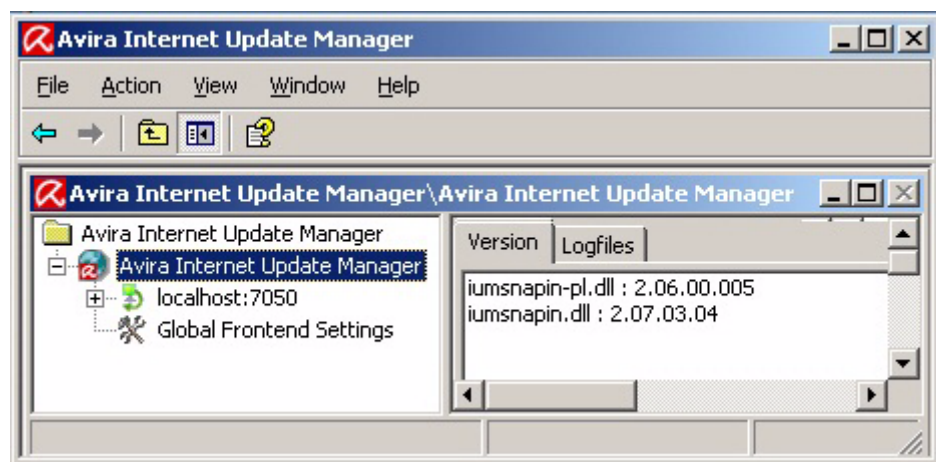 Avira Internet Update Manager
File Action View Window Help
Avira Internet Update Manager\Avira Internet Update Manager
Avira Internet Update Manager
Avira Internet Update Manager
localhost:7050
Global Frontend Settings
Version Logfiles
iumsnapin-pl.dll : 2.06.00.005
iumsnapin.dll : 2.07.03.04